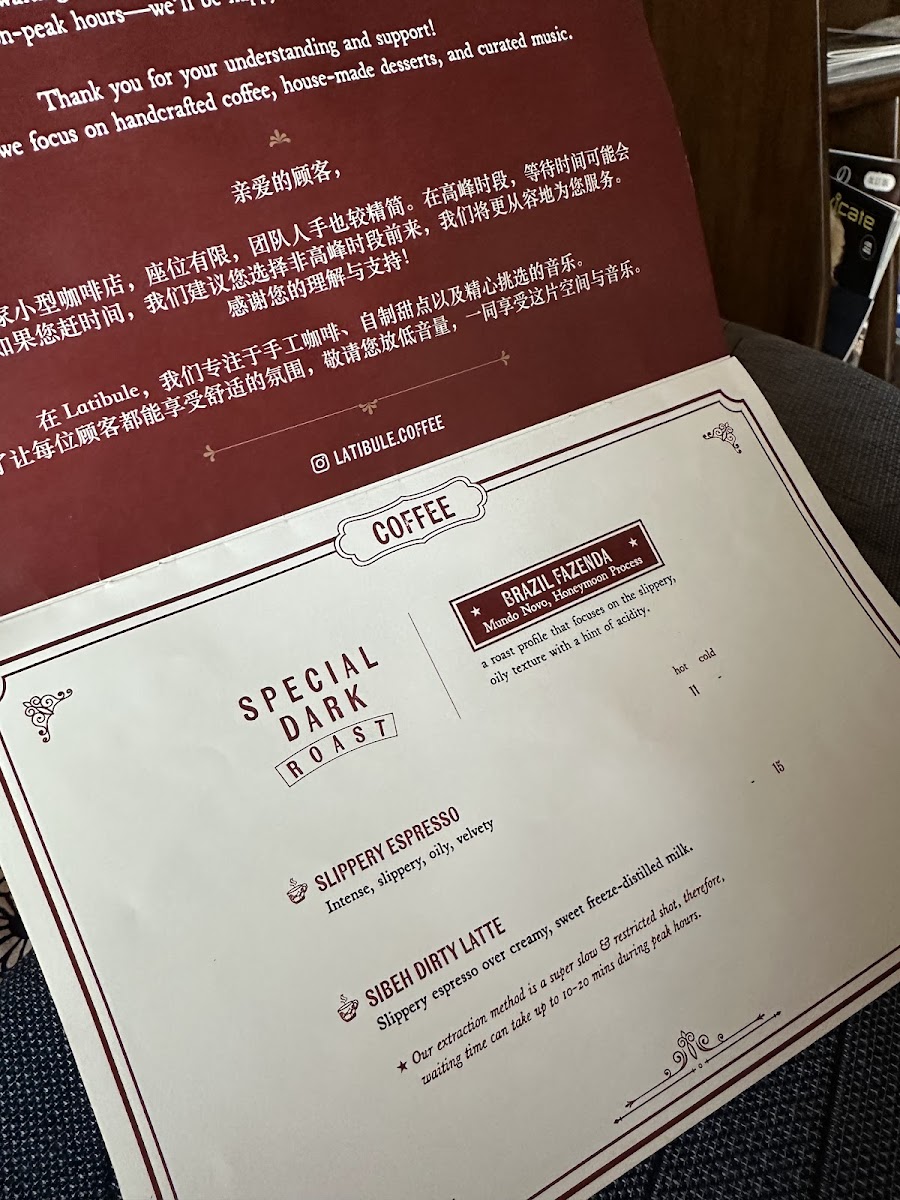 n-peak hours—we'll be happy
Thank you for your understanding and support!
we focus on handcrafted coffee, house-made desserts, and curated music.
亲爱的顾客，
家小型咖啡店，座位有限，团队人手也较精简。在高峰时段，等待时间可能会
如果您赶时间，我们建议您选择非高峰时段前来，我们将更从容地为您服务。
感谢您的理解与支持！
在 Latibule，我们专注于手工咖啡、自制甜点以及精心挑选的音乐。
了让每位顾客都能享受舒适的氛围，敬请您放低音量，一同享受这片空间与音乐。
LATIBULE.COFFEE
COFFEE
SPECIAL
DARK
ROAST
BRAZIL FAZENDA
Mundo Novo, Honeymoon Process
a roast profile that focuses on the slippery,
oily texture with a hint of acidity.
hot cold
SLIPPERY ESPRESSO 11 -
Intense, slippery, oily, velvety
SIBEH DIRTY LATTE - 15
Slippery espresso over creamy, sweet freeze-distilled milk.
★ Our extraction method is a super slow & restricted shot, therefore,
waiting time can take up to 10-20 mins during peak hours.